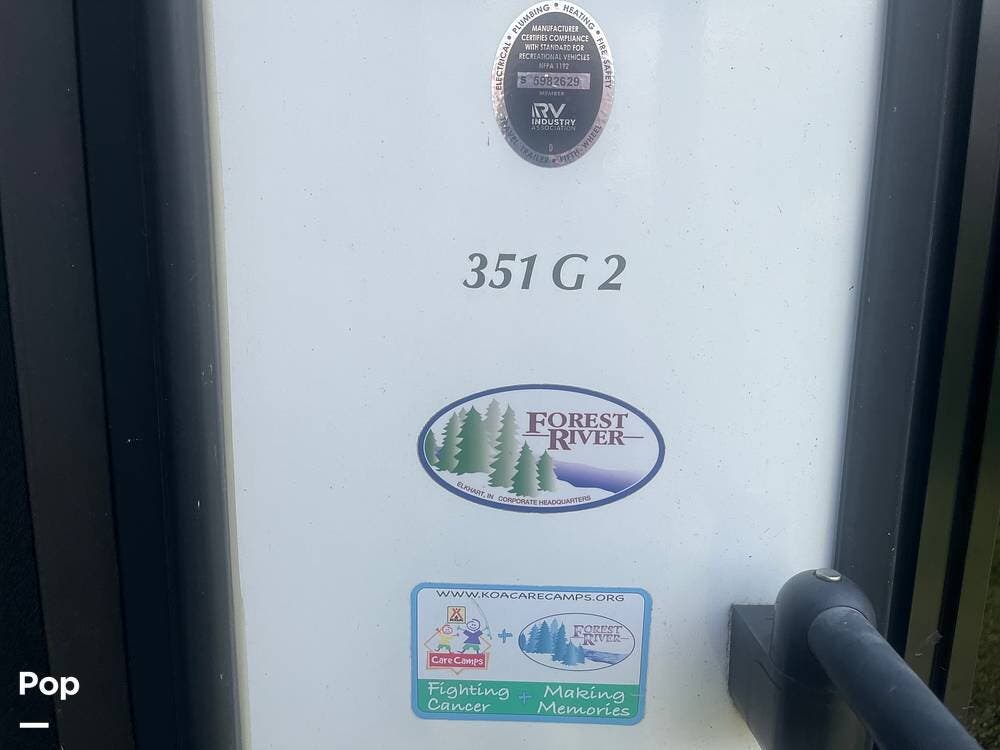 ELECTRICAL • PLUMBING • HEATING • FIRE SAFETY
MANUFACTURER
CERTIFIES COMPLIANCE
WITH STANDARD FOR
RECREATIONAL VEHICLES
NFPA 1192
S 5982629
MEMBER
RV
INDUSTRY
ASSOCIATION
D
TRAVEL TRAILER • FIFTH WHEEL
351 G 2
FOREST
RIVER
ELKHART, IN CORPORATE HEADQUARTERS
WWW.KOACARECAMPS.ORG
Care Camps
+
FOREST
RIVER
Fighting + Making
Cancer Memories
Pop